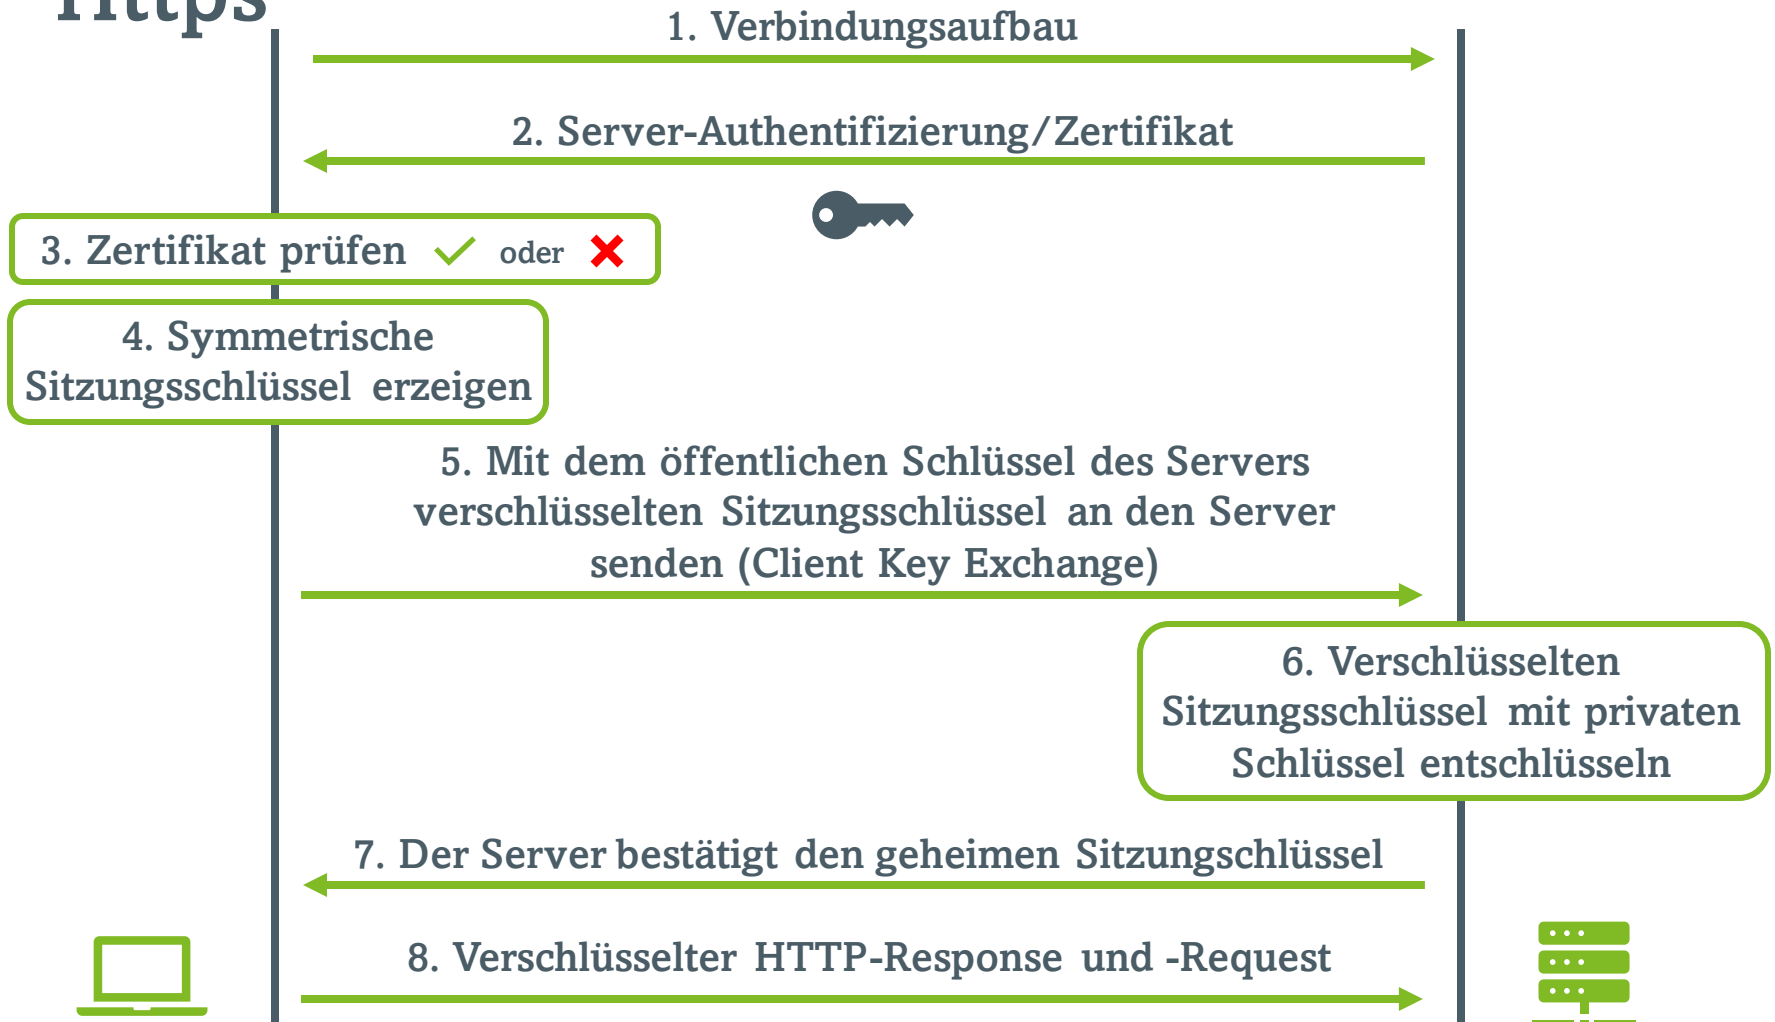 Https
1. Verbindungsaufbau
2. Server-Authentifizierung/Zertifikat
3. Zertifikat prüfen oder
4. Symmetrische
Sitzungsschlüssel erzeigen
5. Mit dem öffentlichen Schlüssel des Servers
verschlüsselten Sitzungsschlüssel an den Server
senden (Client Key Exchange)
6. Verschlüsselten
Sitzungsschlüssel mit privaten
Schlüssel entschlüsseln
7. Der Server bestätigt den geheimen Sitzungschlüssel
8. Verschlüsselter HTTP-Response und -Request